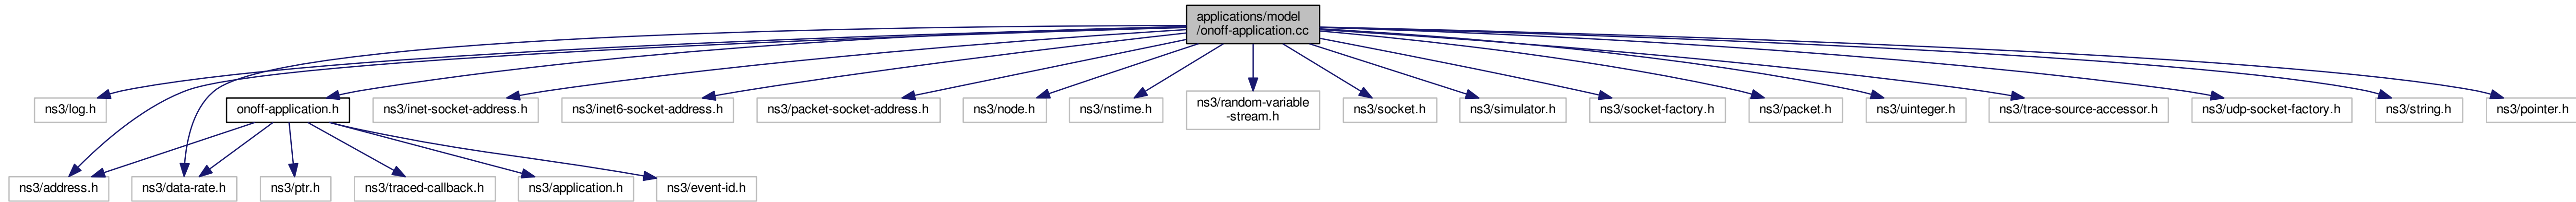 applications/model
/onoff-application.cc
ns3/log.h
onoff-application.h
ns3/inet-socket-address.h
ns3/inet6-socket-address.h
ns3/packet-socket-address.h
ns3/node.h
ns3/nstime.h
ns3/random-variable
-stream.h
ns3/socket.h
ns3/simulator.h
ns3/socket-factory.h
ns3/packet.h
ns3/uinteger.h
ns3/trace-source-accessor.h
ns3/udp-socket-factory.h
ns3/string.h
ns3/pointer.h
ns3/address.h
ns3/data-rate.h
ns3/ptr.h
ns3/traced-callback.h
ns3/application.h
ns3/event-id.h